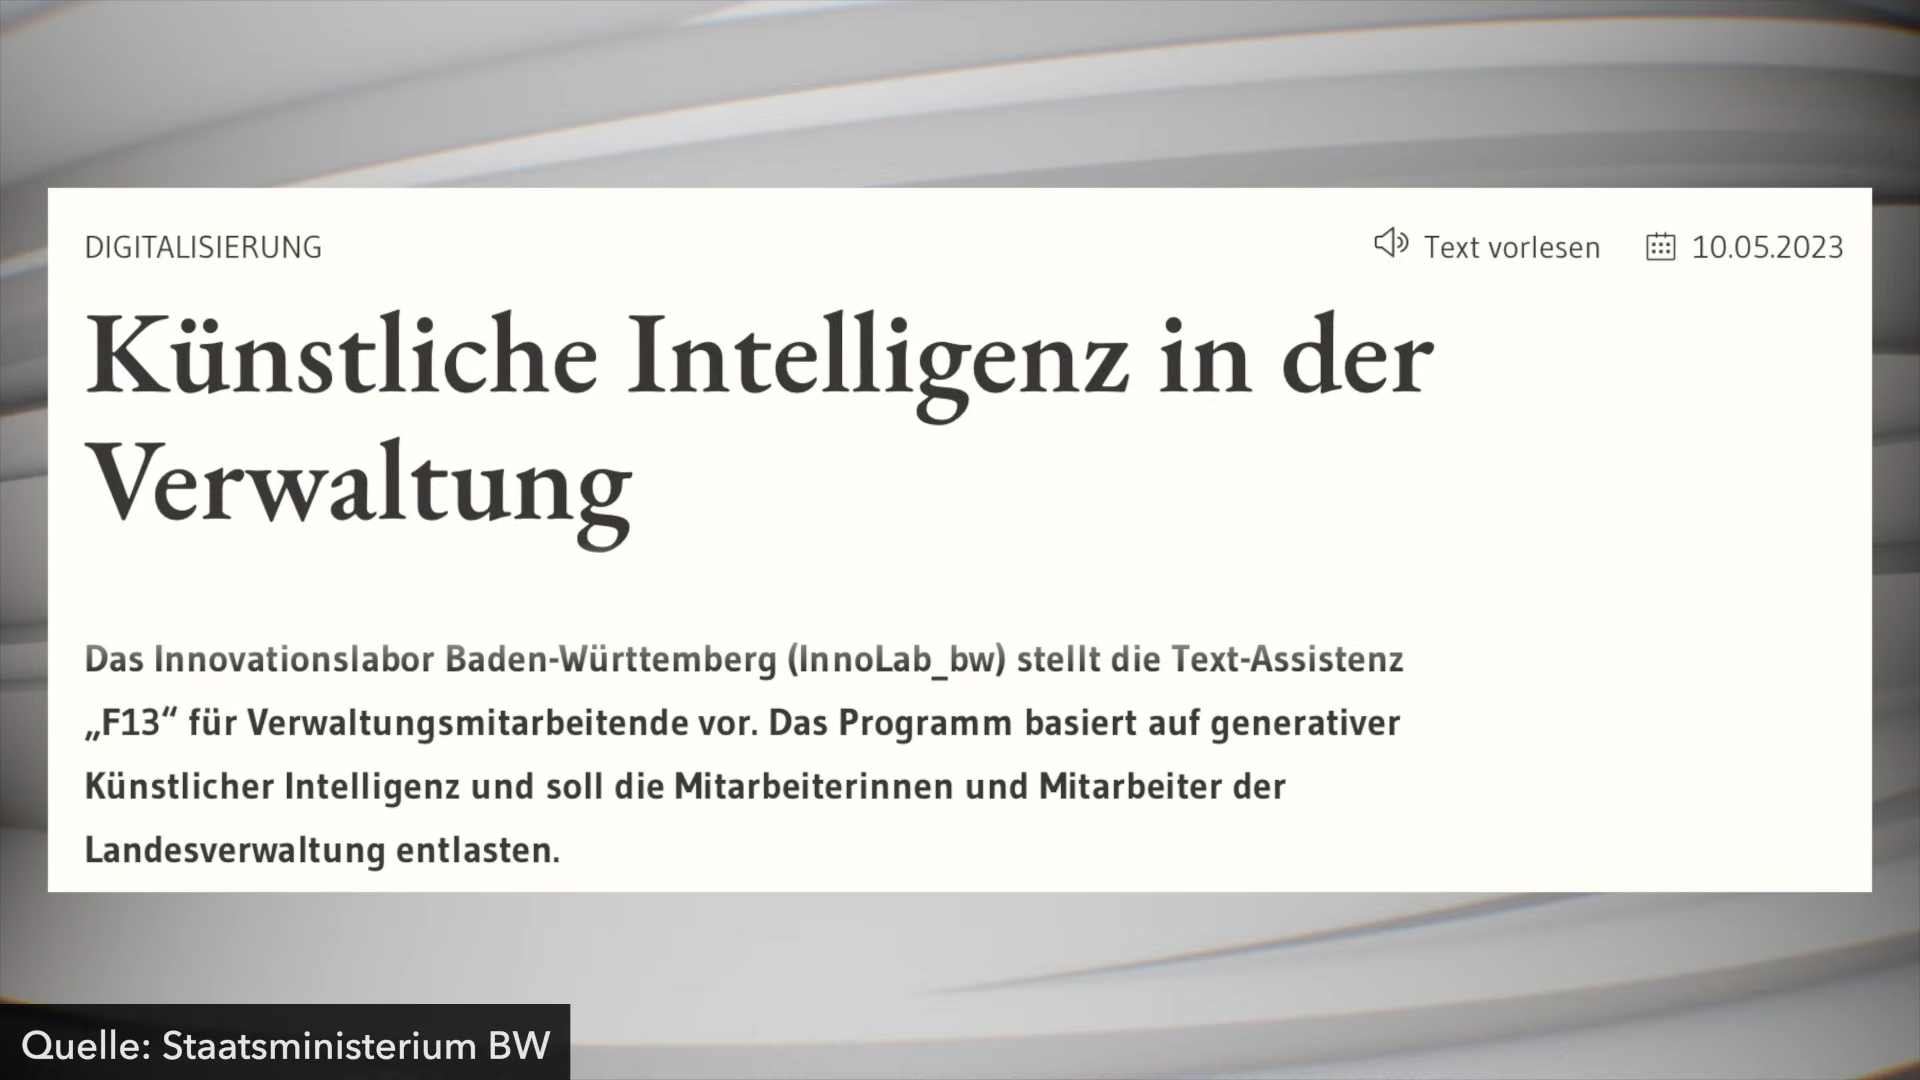 DIGITALISIERUNG
Text vorlesen
10.05.2023
Künstliche Intelligenz in der
Verwaltung
Das Innovationslabor Baden-Württemberg (InnoLab_bw) stellt die Text-Assistenz
„F13“ für Verwaltungsmitarbeitende vor. Das Programm basiert auf generativer
Künstlicher Intelligenz und soll die Mitarbeiterinnen und Mitarbeiter der
Landesverwaltung entlasten.
Quelle: Staatsministerium BW